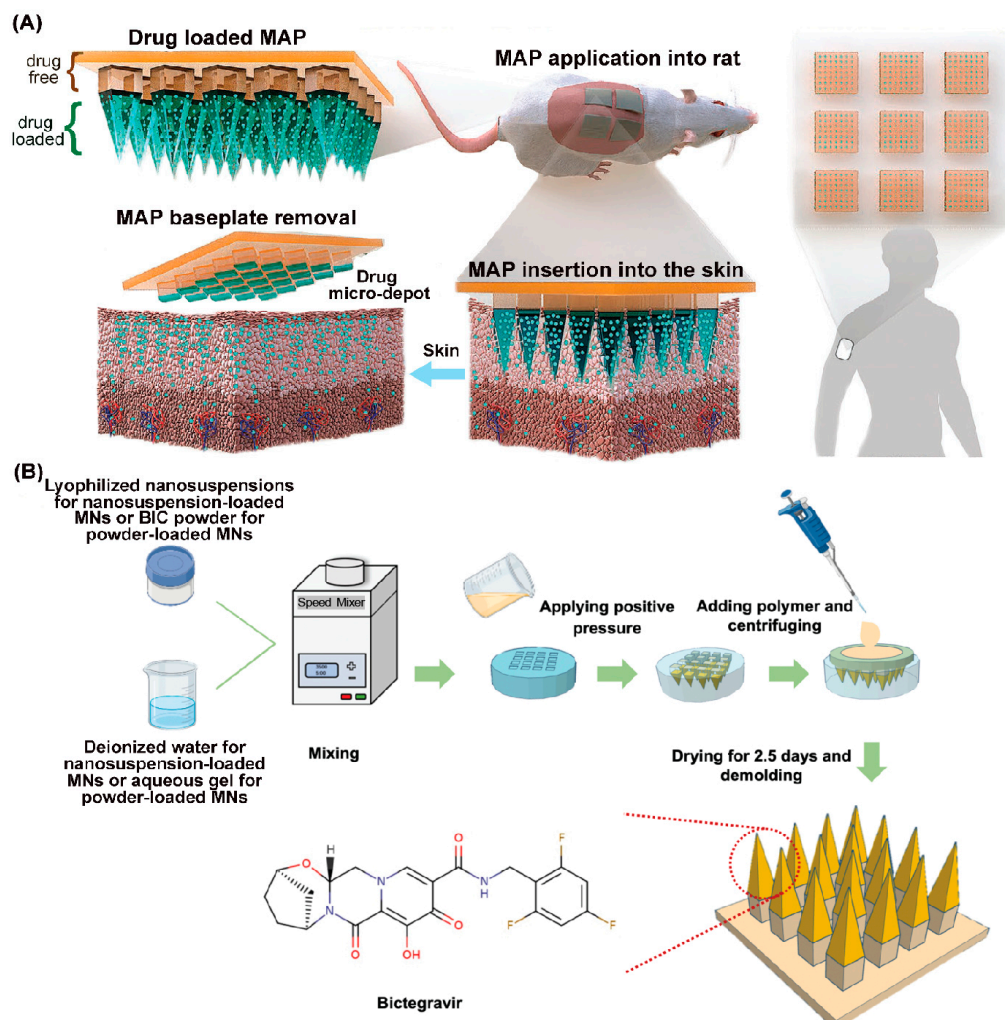 (A)
Drug loaded MAP
drug
free
drug
loaded
MAP application into rat
MAP baseplate removal
Drug
micro-depot
MAP insertion into the skin
Skin
(B)
Lyophilized nanosuspensions
for nanosuspension-loaded
MNs or BIC powder for
powder-loaded MNs
Speed Mixer
Applying positive
pressure
Adding polymer and
centrifuging
Deionized water for
nanosuspension-loaded
MNs or aqueous gel for
powder-loaded MNs
Mixing
Drying for 2.5 days and
demolding
H
O
N
N
O
O
OH
O
N
H
F
F
F
Bictegravir